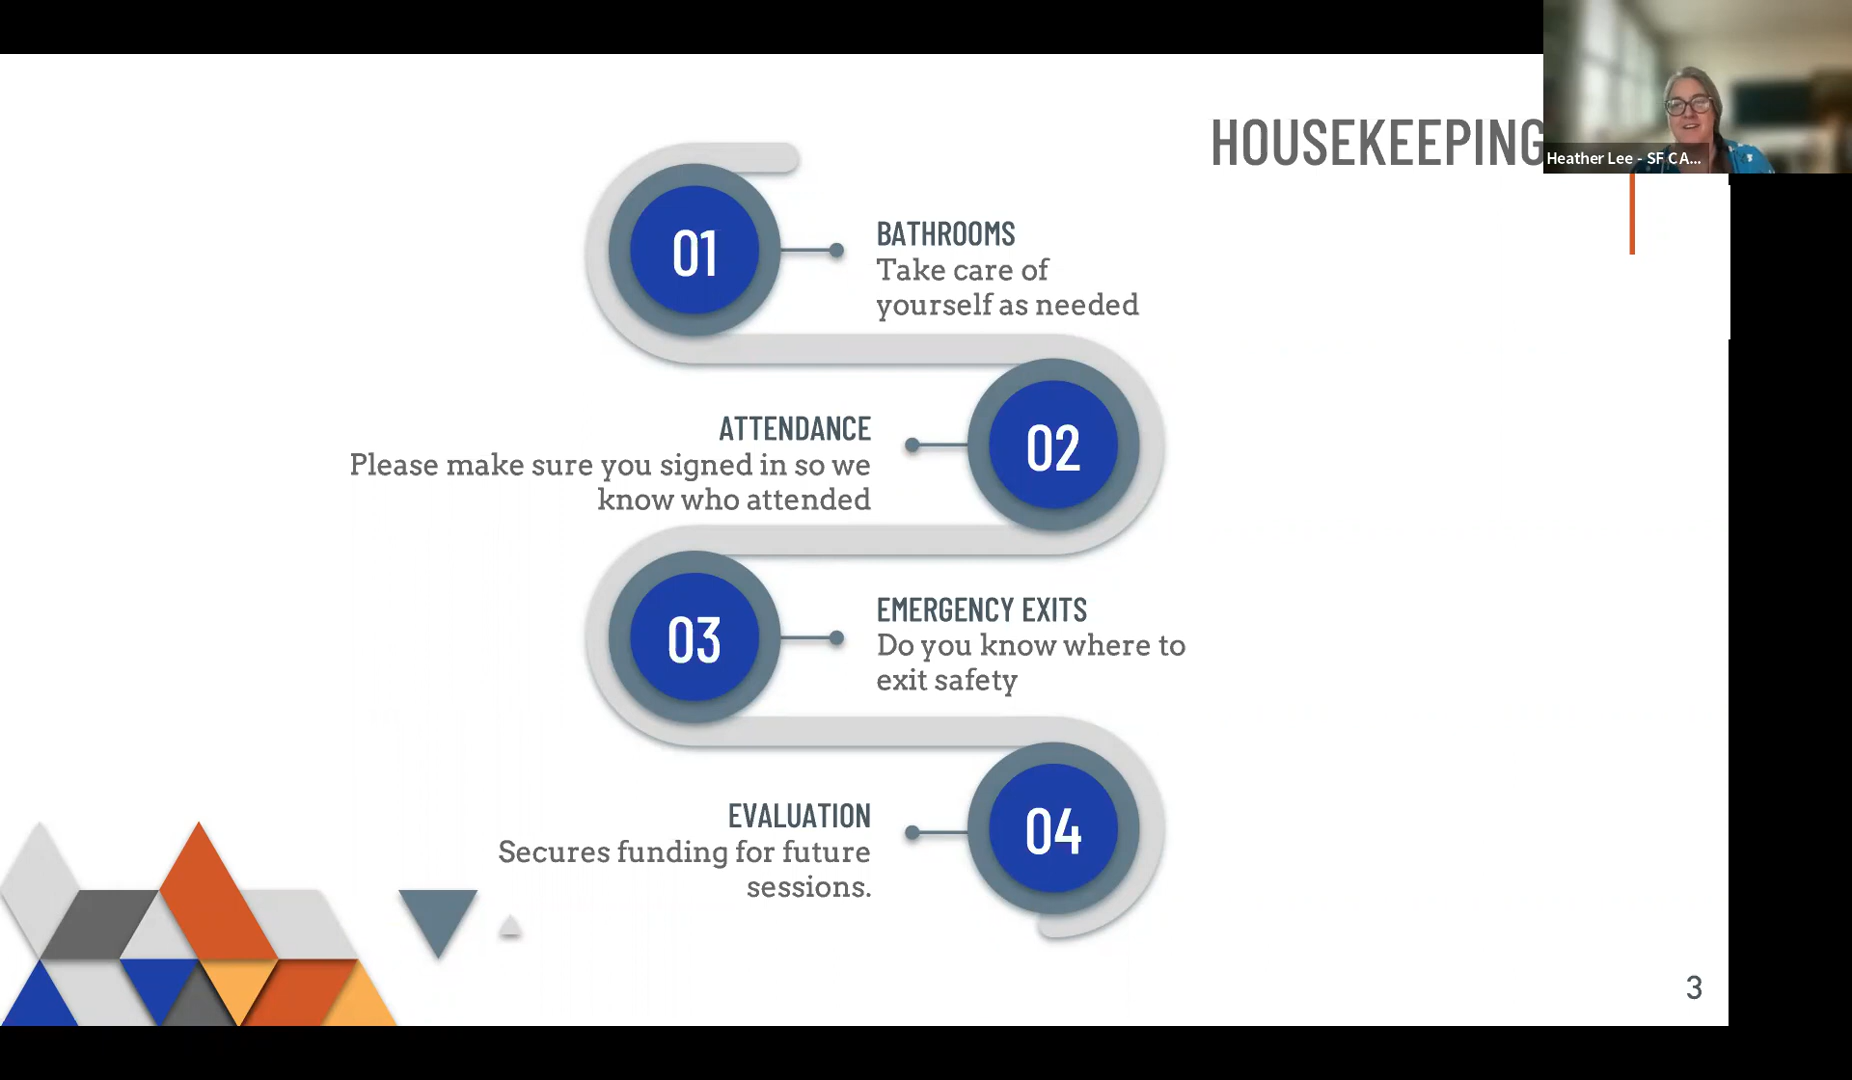 HOUSEKEEPING
Heather Lee - SF CA...
01
BATHROOMS
Take care of
yourself as needed
ATTENDANCE
Please make sure you signed in so we
know who attended
02
03
EMERGENCY EXITS
Do you know where to
exit safety
EVALUATION
Secures funding for future
sessions.
04
3